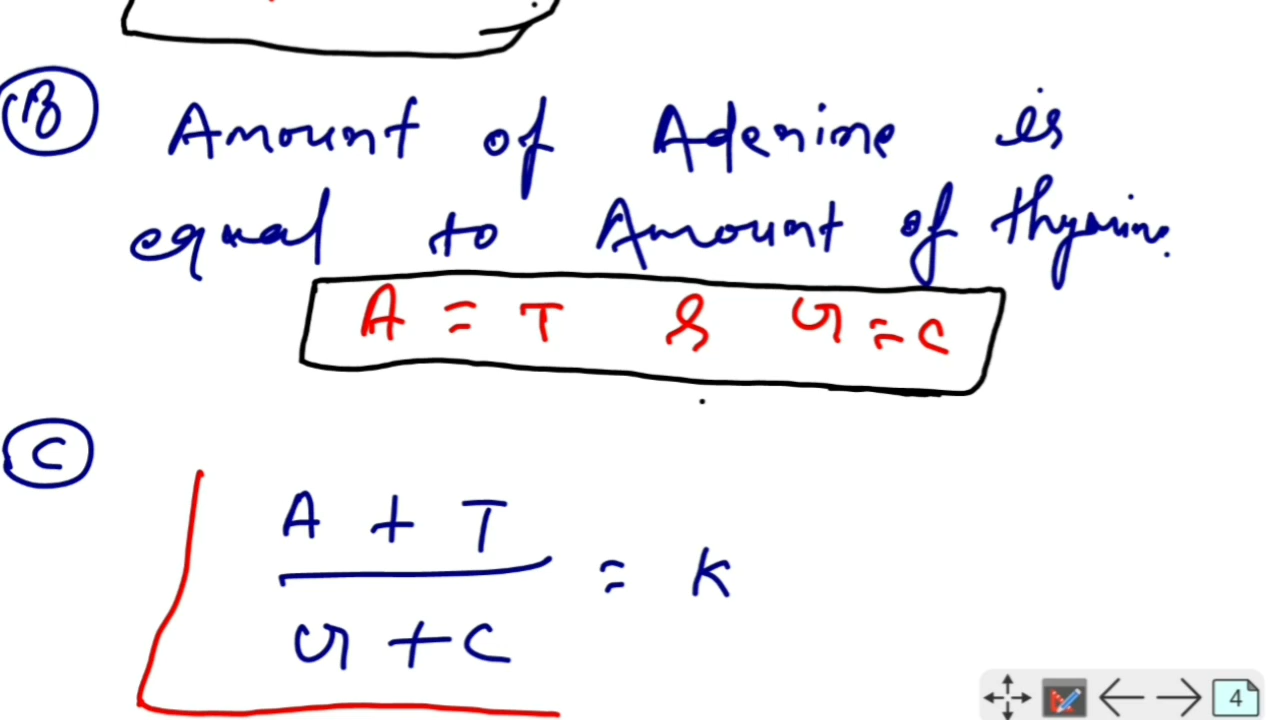 B Amount of Adenine is
equal to Amount of thymine.
A = T & G = C
C
A + T
G + C
= K
4